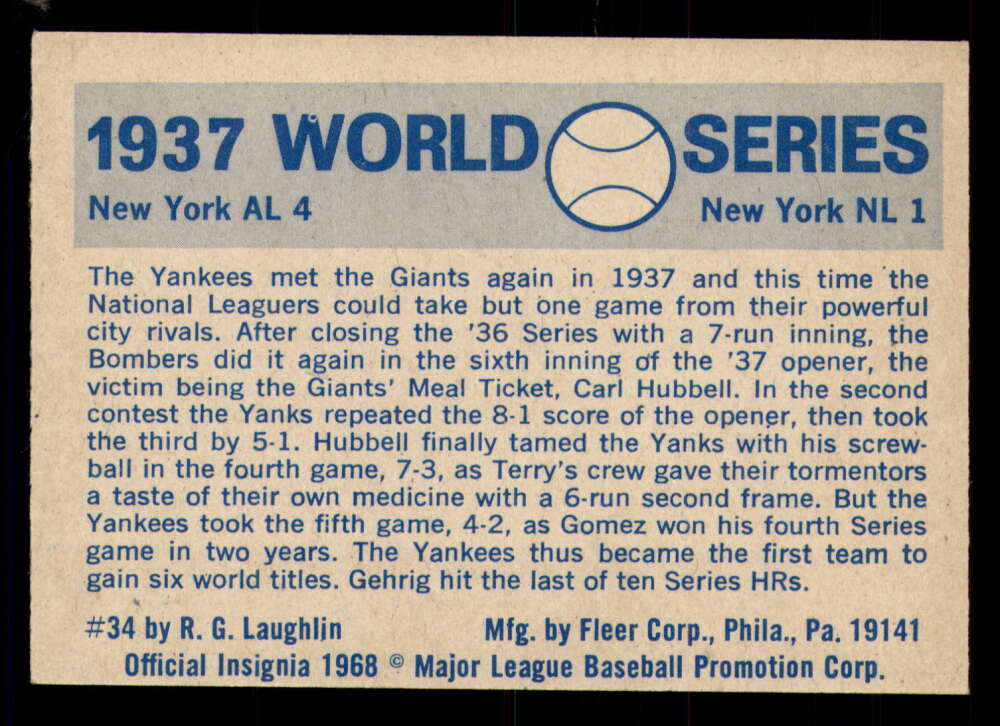 1937 WORLD SERIES
New York AL 4 New York NL 1
The Yankees met the Giants again in 1937 and this time the
National Leaguers could take but one game from their powerful
city rivals. After closing the '36 Series with a 7-run inning, the
Bombers did it again in the sixth inning of the '37 opener, the
victim being the Giants' Meal Ticket, Carl Hubbell. In the second
contest the Yanks repeated the 8-1 score of the opener, then took
the third by 5-1. Hubbell finally tamed the Yanks with his screw-
ball in the fourth game, 7-3, as Terry's crew gave their tormentors
a taste of their own medicine with a 6-run second frame. But the
Yankees took the fifth game, 4-2, as Gomez won his fourth Series
game in two years. The Yankees thus became the first team to
gain six world titles. Gehrig hit the last of ten Series HRs.
#34 by R. G. Laughlin Mfg. by Fleer Corp., Phila., Pa. 19141
Official Insignia 1968 © Major League Baseball Promotion Corp.